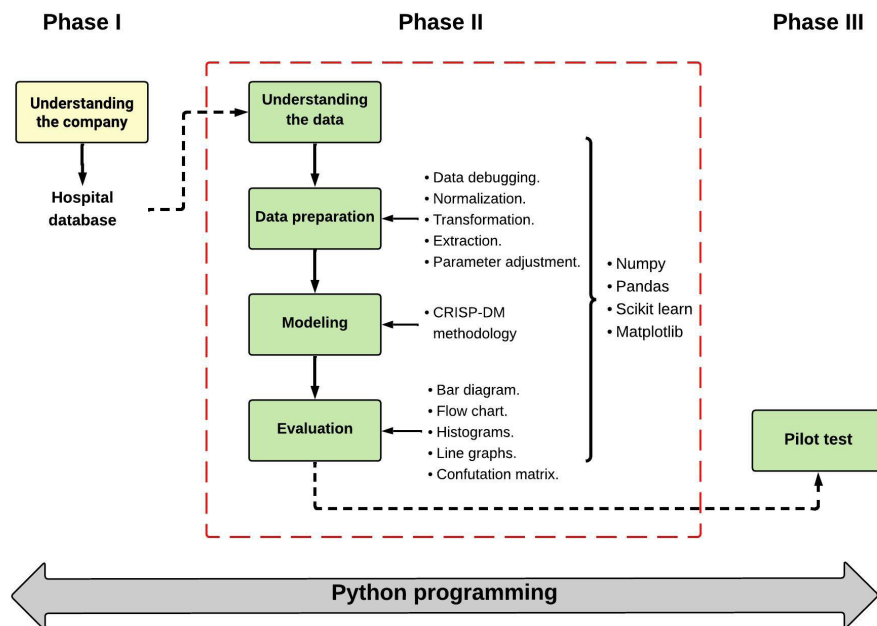 Phase I
Phase II
Phase III
Understanding
the company
Hospital
database
Understanding
the data
Data preparation
• Data debugging.
• Normalization.
• Transformation.
• Extraction.
• Parameter adjustment.
Modeling
• CRISP-DM
methodology
Evaluation
• Bar diagram.
• Flow chart.
• Histograms.
• Line graphs.
• Confutation matrix.
• Numpy
• Pandas
• Scikit learn
• Matplotlib
Pilot test
Python programming